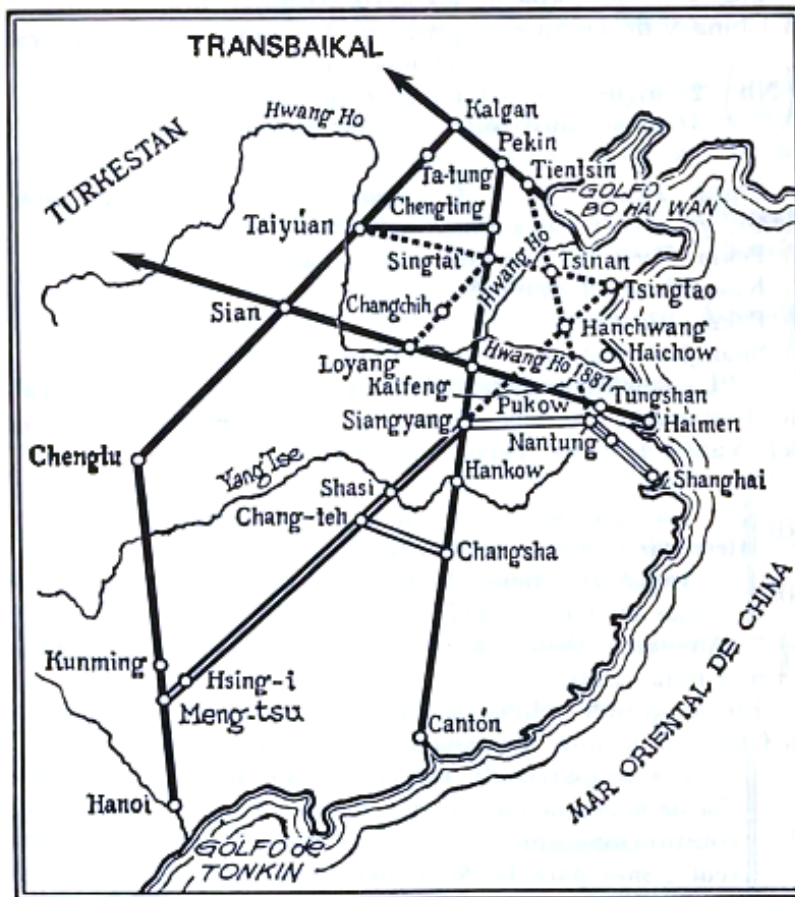 TRANSBAIKAL
Hwang Ho
Kalgan
Pekin
TURKESTÁN
Ta-tung
Tientsin
GOLFO
BO HAI WAN
Chengting
Taiyúan
Hwang Ho
Singtai
Tsinan
Tsingtao
Changchih
Sian
Hanchwang
Loyang
Hwang Ho 1887
Haichow
Kaifeng
Tungshan
Pukow
Siangyang
Haimen
Nantung
Chengtu
Yang Tse
Hankow
Shanghai
Shasi
Chang-teh
Changsha
MAR ORIENTAL DE CHINA
Kunming
Hsing-i
Meng-tsu
Cantón
Hanoi
GOLFO de
TONKIN